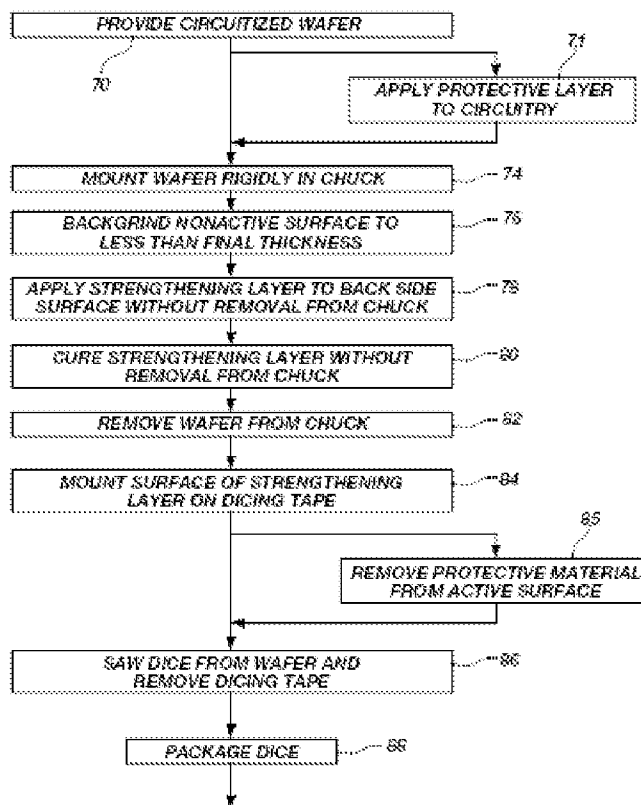 PROVIDE CIRCUITIZED WAFER
70
71
APPLY PROTECTIVE LAYER
TO CIRCUITRY
MOUNT WAFER RIGIDLY IN CHUCK
74
BACKGRIND NONACTIVE SURFACE TO
LESS THAN FINAL THICKNESS
76
APPLY STRENGTHENING LAYER TO BACK SIDE
SURFACE WITHOUT REMOVAL FROM CHUCK
78
CURE STRENGTHENING LAYER WITHOUT
REMOVAL FROM CHUCK
80
REMOVE WAFER FROM CHUCK
82
MOUNT SURFACE OF STRENGTHENING
LAYER ON DICING TAPE
84
85
REMOVE PROTECTIVE MATERIAL
FROM ACTIVE SURFACE
SAW DICE FROM WAFER AND
REMOVE DICING TAPE
86
PACKAGE DICE
88